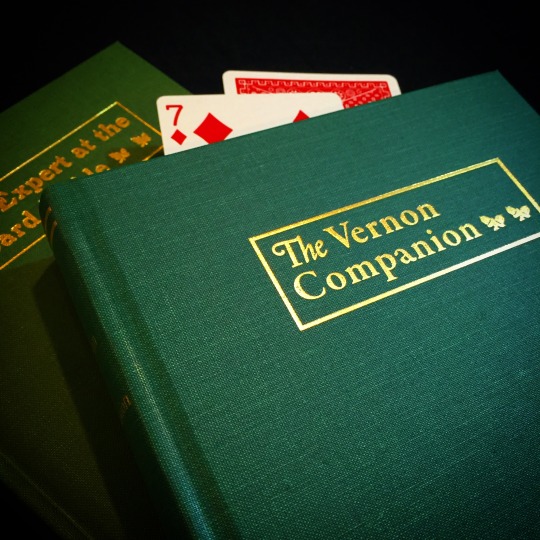 7
Expert at the
The Vernon
Companion